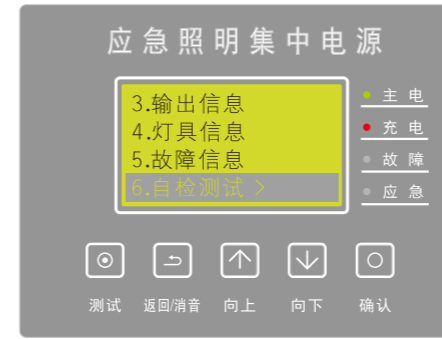 应急照明集中电源
3.输出信息
4.灯具信息
5.故障信息
6.自检测试 >
主电
充电
故障
应急
测试 返回/消音 向上 向下 确认